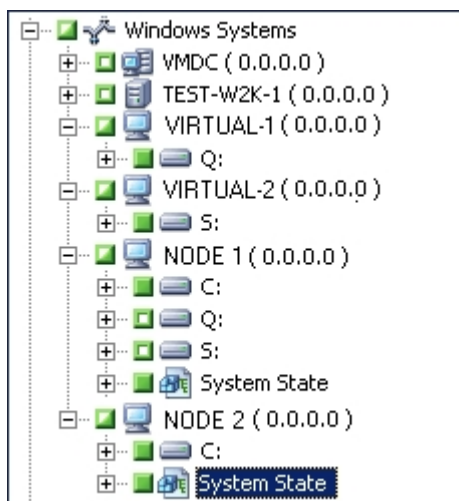 Windows Systems
VMDC ( 0.0.0.0 )
TEST-W2K-1 ( 0.0.0.0 )
VIRTUAL-1 ( 0.0.0.0 )
Q:
VIRTUAL-2 ( 0.0.0.0 )
S:
NODE 1 ( 0.0.0.0 )
C:
Q:
S:
System State
NODE 2 ( 0.0.0.0 )
C:
System State